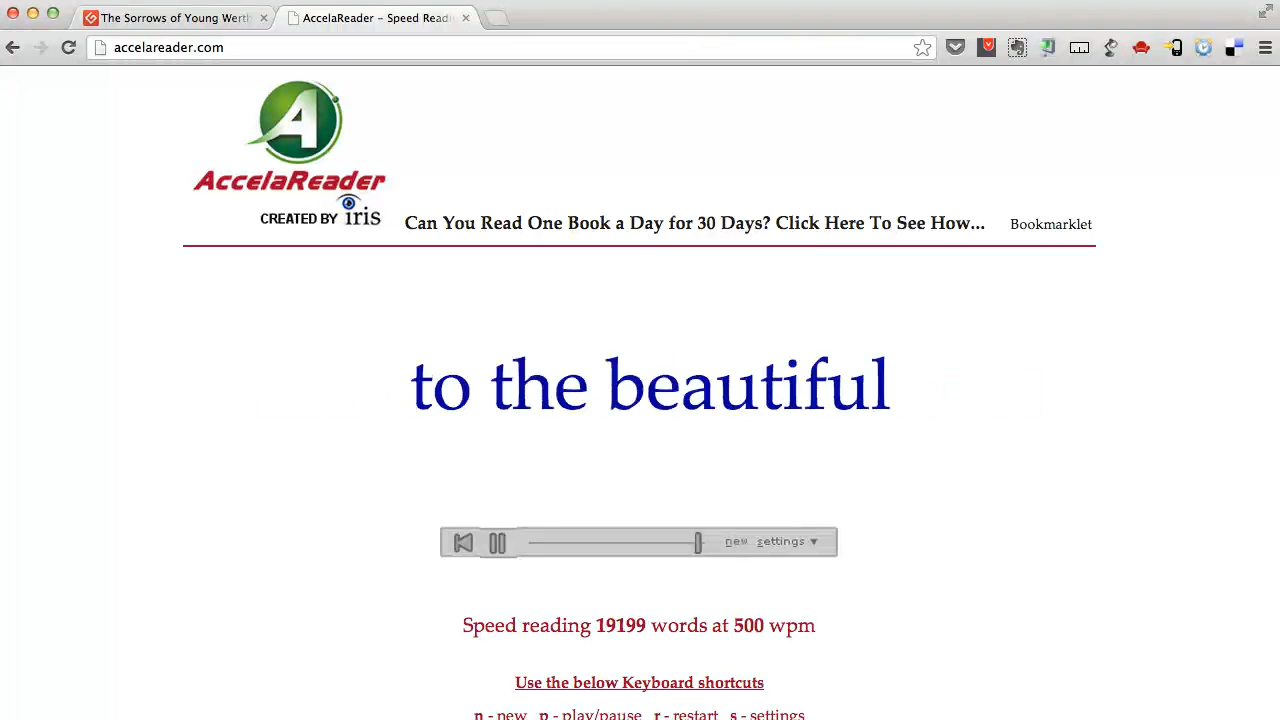 The Sorrows of Young Werth
AccelaReader – Speed Readi
accelareader.com
A
AccelaReader
CREATED BY iris
Can You Read One Book a Day for 30 Days? Click Here To See How...
Bookmarklet
to the beautiful
new settings ▼
Speed reading 19199 words at 500 wpm
Use the below Keyboard shortcuts
n - new p - play/pause r - restart s - settings